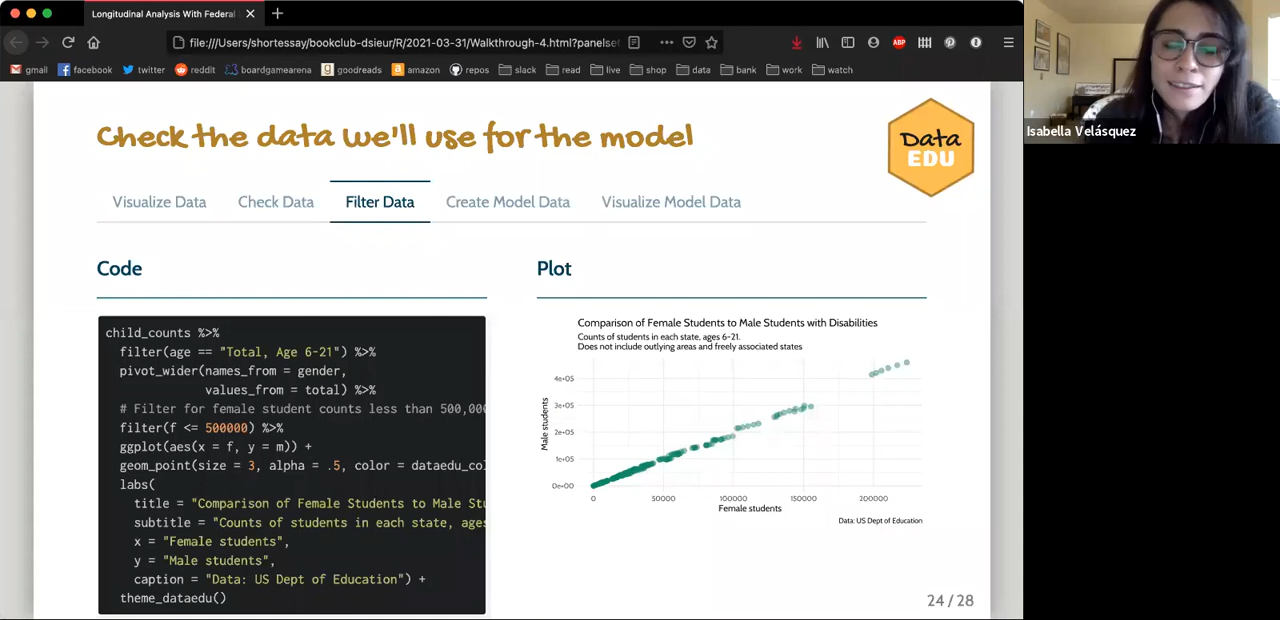 Longitudinal Analysis With Federal
file:///Users/shortessay/bookclub-dsieur/R/2021-03-31/Walkthrough-4.html?panelset
gmail facebook twitter reddit boardgamearena goodreads amazon repos slack read live shop data bank work watch
ABP
Isabella Velásquez
Check the data we'll use for the model
Data
EDU
Visualize Data Check Data Filter Data Create Model Data Visualize Model Data
Code
child_counts %>%
filter(age == "Total, Age 6-21") %>%
pivot_wider(names_from = gender,
values_from = total) %>%
# Filter for female student counts less than 500,000
filter(f <= 500000) %>%
ggplot(aes(x = f, y = m)) +
geom_point(size = 3, alpha = .5, color = dataedu_col
labs(
title = "Comparison of Female Students to Male Stu
subtitle = "Counts of students in each state, ages
x = "Female students",
y = "Male students",
caption = "Data: US Dept of Education") +
theme_dataedu()
Plot
Comparison of Female Students to Male Students with Disabilities
Counts of students in each state, ages 6-21.
Does not include outlying areas and freely associated states
4e+05
3e+05
2e+05
1e+05
0e+00
Male students
0 50000 100000 150000 200000
Female students
Data: US Dept of Education
24 / 28